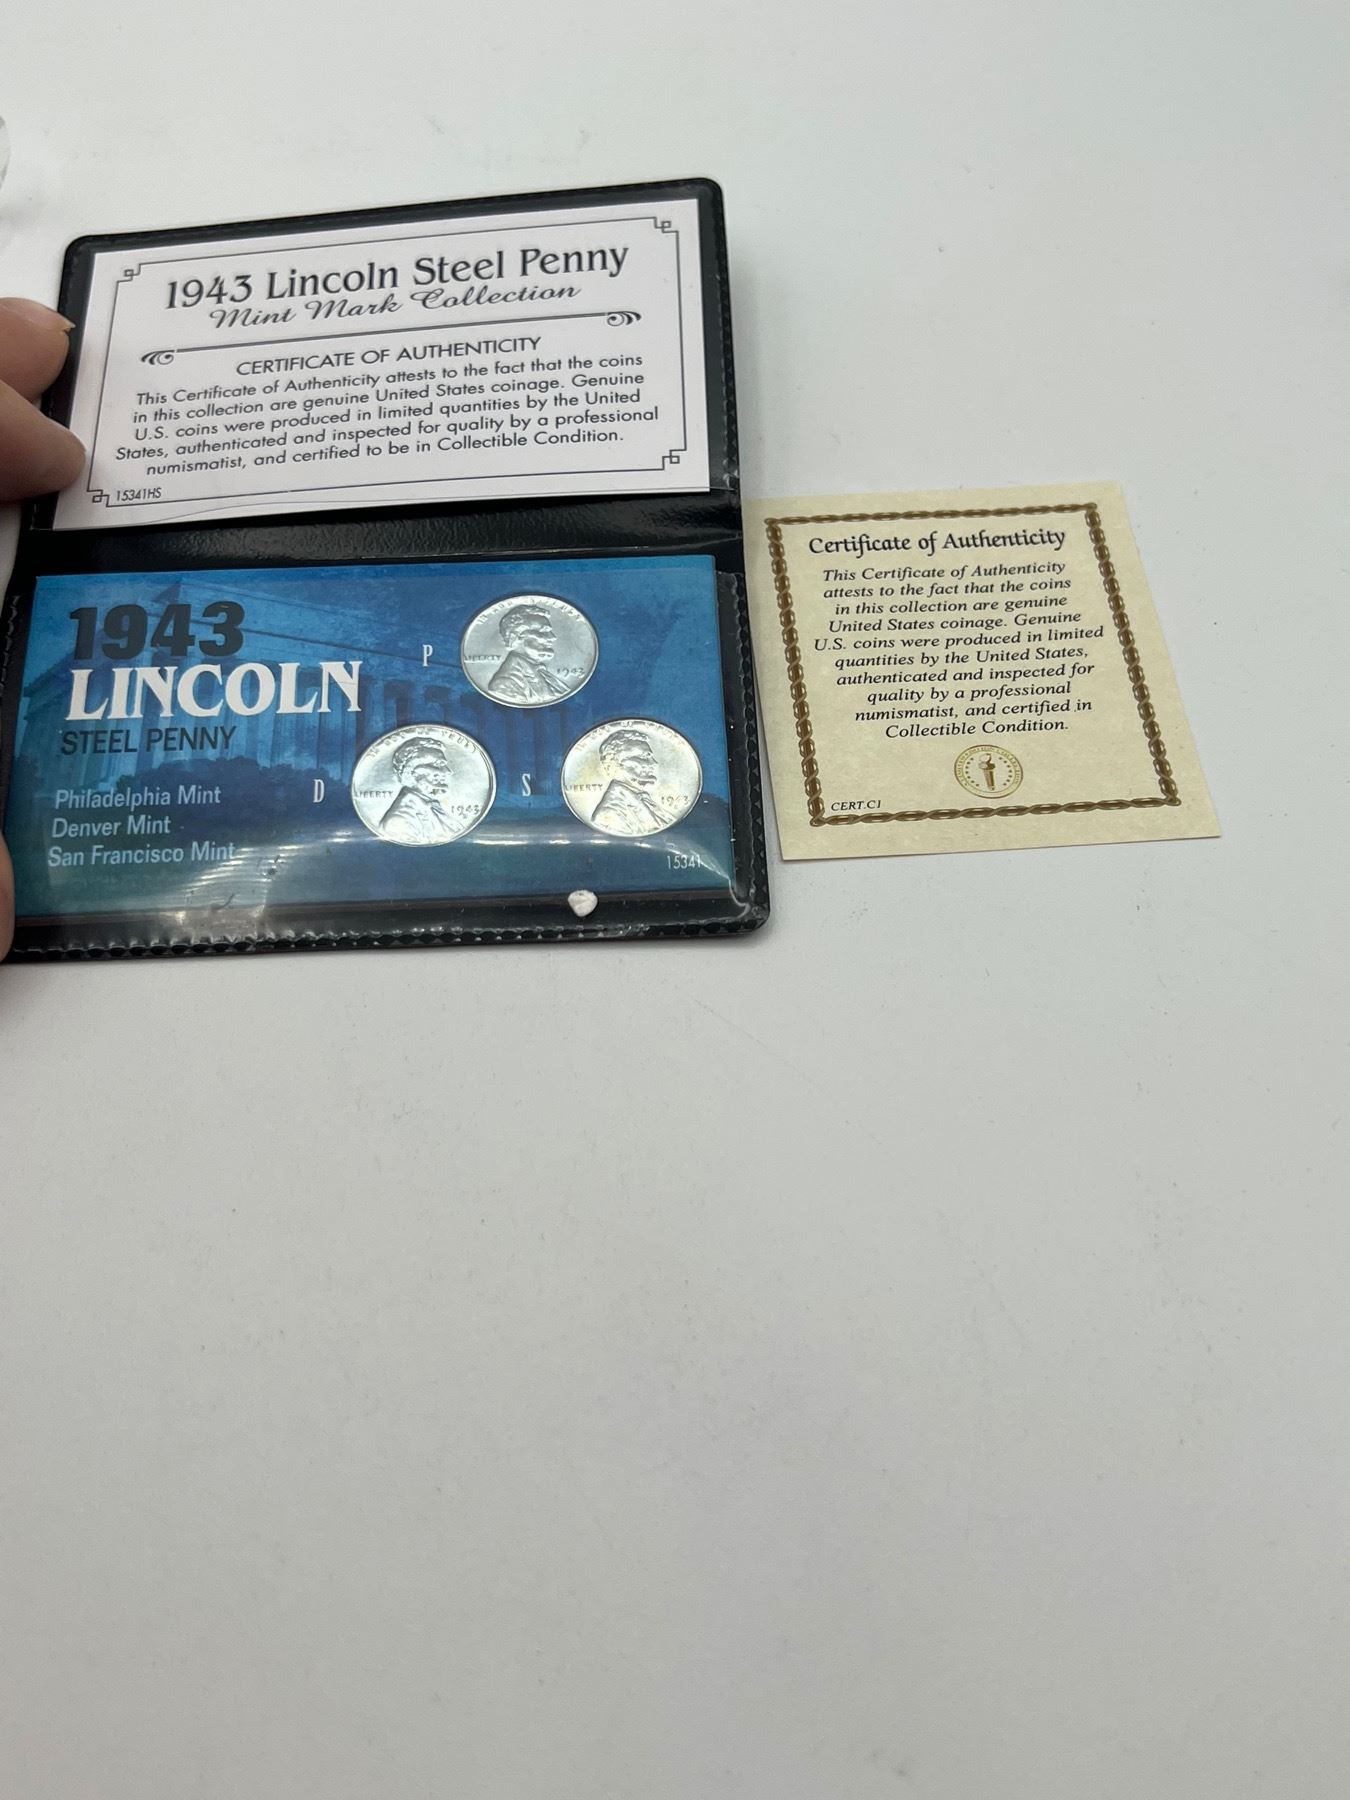 1943 Lincoln Steel Penny
Mint Mark Collection
CERTIFICATE OF AUTHENTICITY
This Certificate of Authenticity attests to the fact that the coins
in this collection are genuine United States coinage. Genuine
U.S. coins were produced in limited quantities by the United
States, authenticated and inspected for quality by a professional
numismatist, and certified to be in Collectible Condition.
15341HS
1943
LINCOLN
STEEL PENNY
Philadelphia Mint
Denver Mint
San Francisco Mint
P
LIBERTY
1943
D
LIBERTY
1943
S
LIBERTY
1943
15341
Certificate of Authenticity
This Certificate of Authenticity
attests to the fact that the coins
in this collection are genuine
United States coinage. Genuine
U.S. coins were produced in limited
quantities by the United States,
authenticated and inspected for
quality by a professional
numismatist, and certified in
Collectible Condition.
CERT.C1